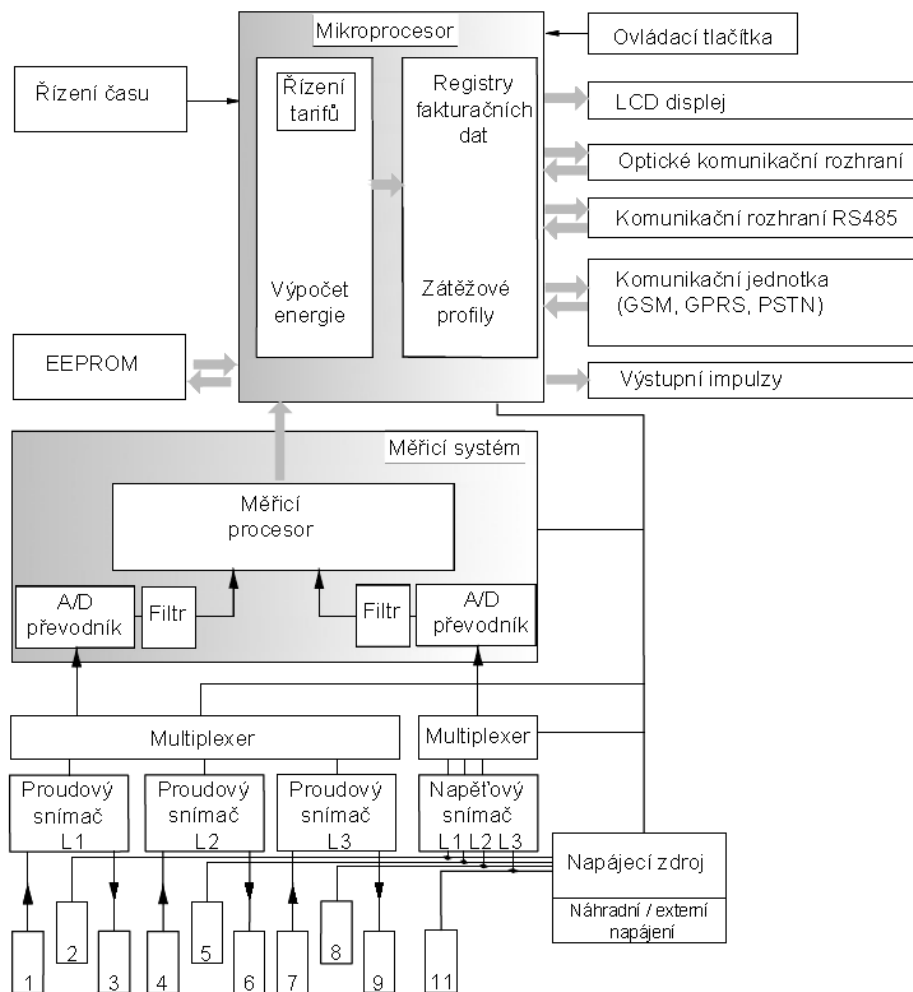 Mikroprocesor
Ovládací tlačítka
Řízení času
Řízení
tarifů
Registry
fakturačních
dat
LCD displej
Optické komunikační rozhraní
Komunikační rozhraní RS485
Výpočet
energie
Zátěžové
profily
Komunikační jednotka
(GSM, GPRS, PSTN)
EEPROM
Výstupní impulzy
Měřicí systém
Měřicí
procesor
A/D
převodník
Filtr
Filtr
A/D
převodník
Multiplexer
Multiplexer
Proudový
snímač
L1
Proudový
snímač
L2
Proudový
snímač
L3
Napěťový
snímač
L1 L2 L3
Napájecí zdroj
Náhradní / externí
napájení
1
2
3
4
5
6
7
8
9
11